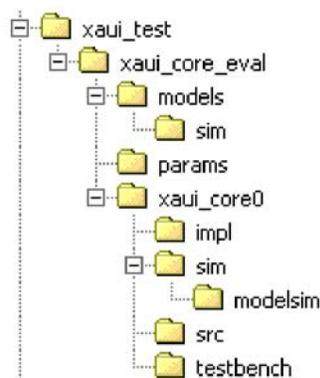 xaui_test
xaui_core_eval
models
sim
params
xaui_core0
impl
sim
modelsim
src
testbench